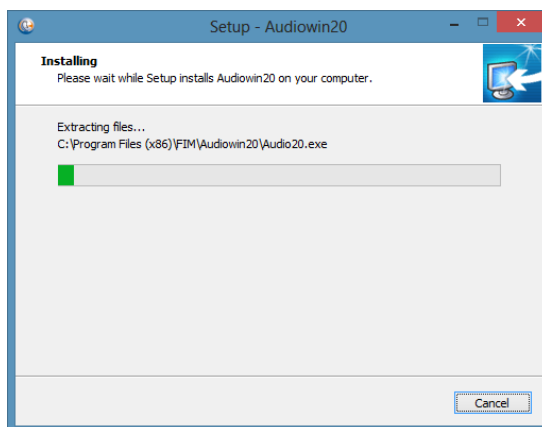 Setup - Audiowin20
Installing
Please wait while Setup installs Audiowin20 on your computer.
Extracting files...
C:\Program Files (x86)\FIM\Audiowin20\Audio20.exe
Cancel